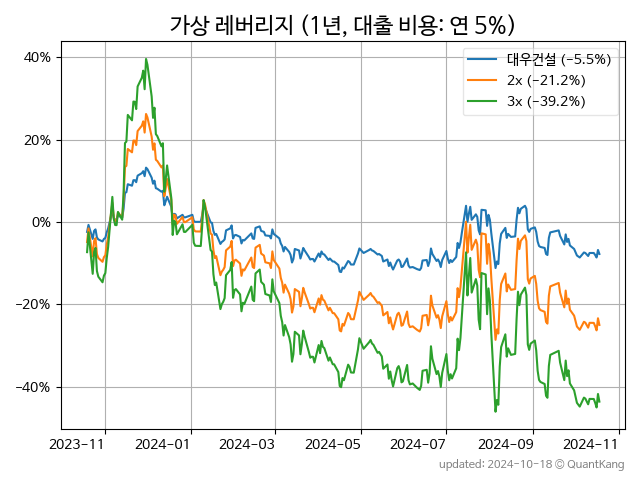 가상 레버리지 (1년, 대출 비용: 연 5%)
40%
20%
0%
−20%
−40%
대우건설 (−5.5%)
2x (−21.2%)
3x (−39.2%)
2023-11 2024-01 2024-03 2024-05 2024-07 2024-09 2024-11
updated: 2024-10-18 © QuantKang